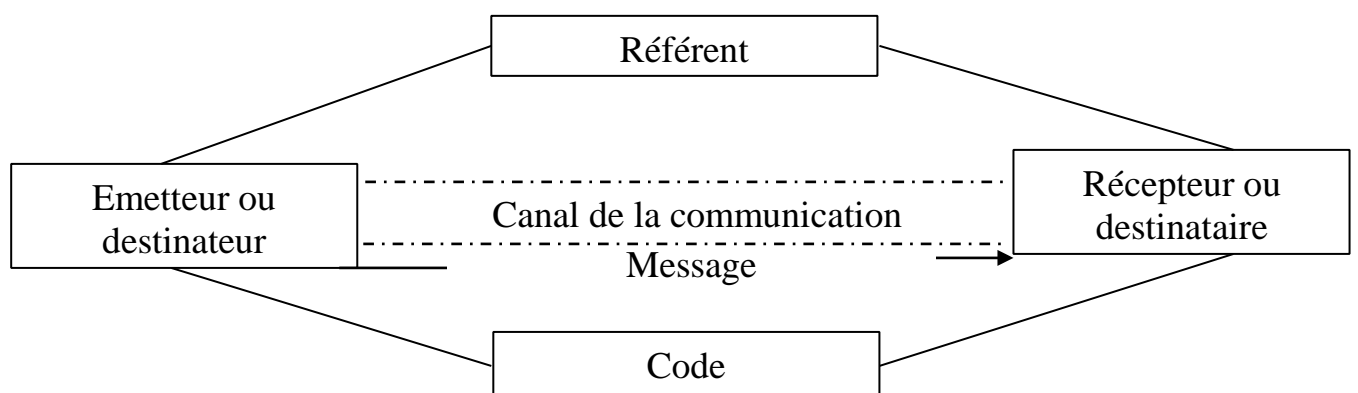 Référent
Emetteur ou
destinateur
Canal de la communication
Message
Récepteur ou
destinataire
Code